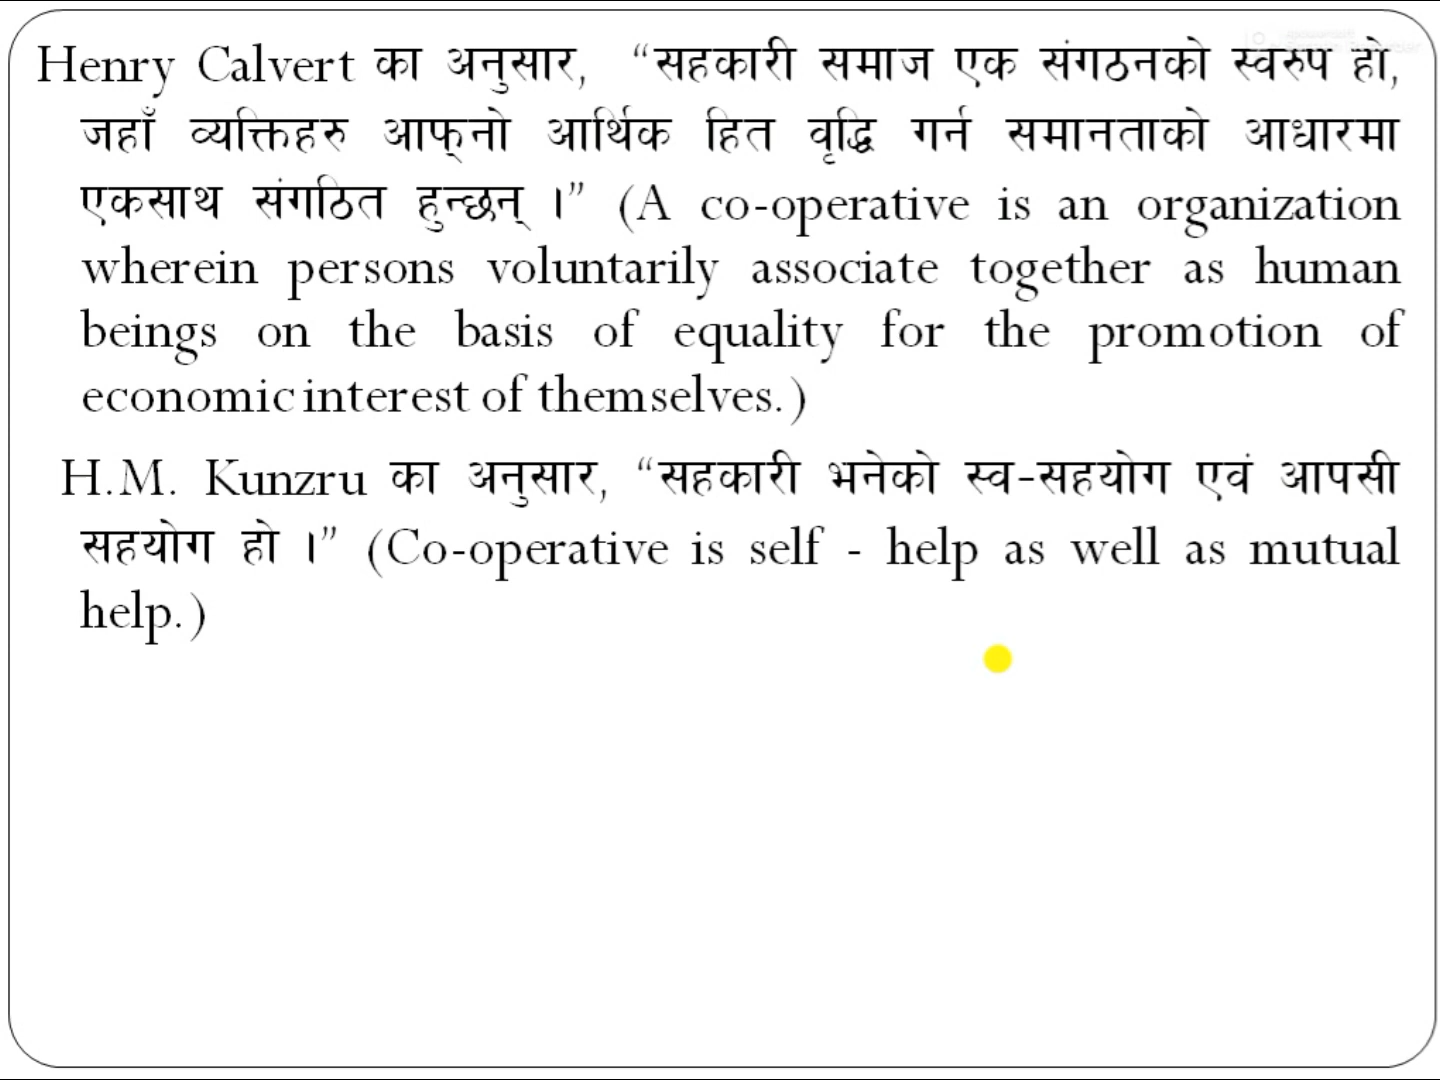 Henry Calvert का अनुसार, “सहकारी समाज एक संगठनको स्वरुप हो,
जहाँ व्यक्तिहरु आफ्‌नो आर्थिक हित वृद्धि गर्न समानताको आधारमा
एकसाथ संगठित हुन्छन् ।” (A co-operative is an organization
wherein persons voluntarily associate together as human
beings on the basis of equality for the promotion of
economic interest of themselves.)
H.M. Kunzru का अनुसार, “सहकारी भनेको स्व-सहयोग एवं आपसी
सहयोग हो ।” (Co-operative is self - help as well as mutual
help.)